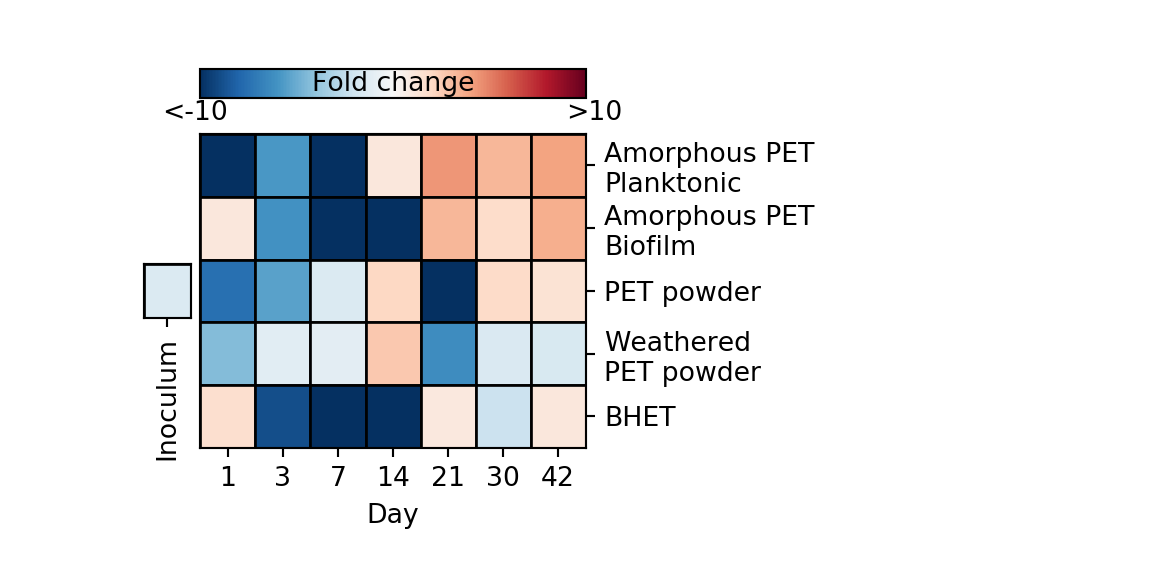 Fold change
<-10 >10
Amorphous PET
Planktonic
Amorphous PET
Biofilm
PET powder
Weathered
PET powder
BHET
Inoculum
1 3 7 14 21 30 42
Day